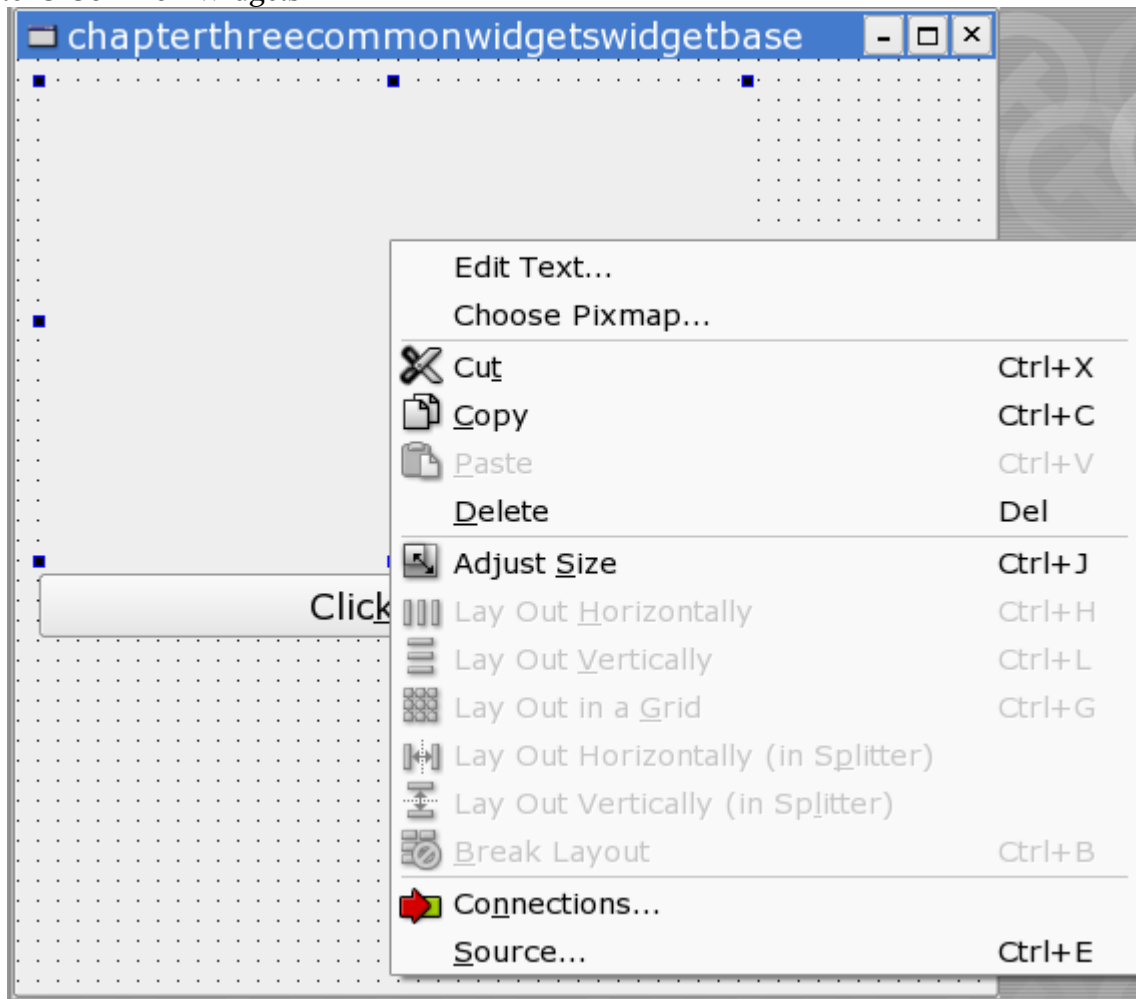 chapterthreecommonwidgetswidgetbase
Edit Text...
Choose Pixmap...
Cut Ctrl+X
Copy Ctrl+C
Paste Ctrl+V
Delete Del
Adjust Size Ctrl+J
Click
Lay Out Horizontally Ctrl+H
Lay Out Vertically Ctrl+L
Lay Out in a Grid Ctrl+G
Lay Out Horizontally (in Splitter)
Lay Out Vertically (in Splitter)
Break Layout Ctrl+B
Connections...
Source... Ctrl+E